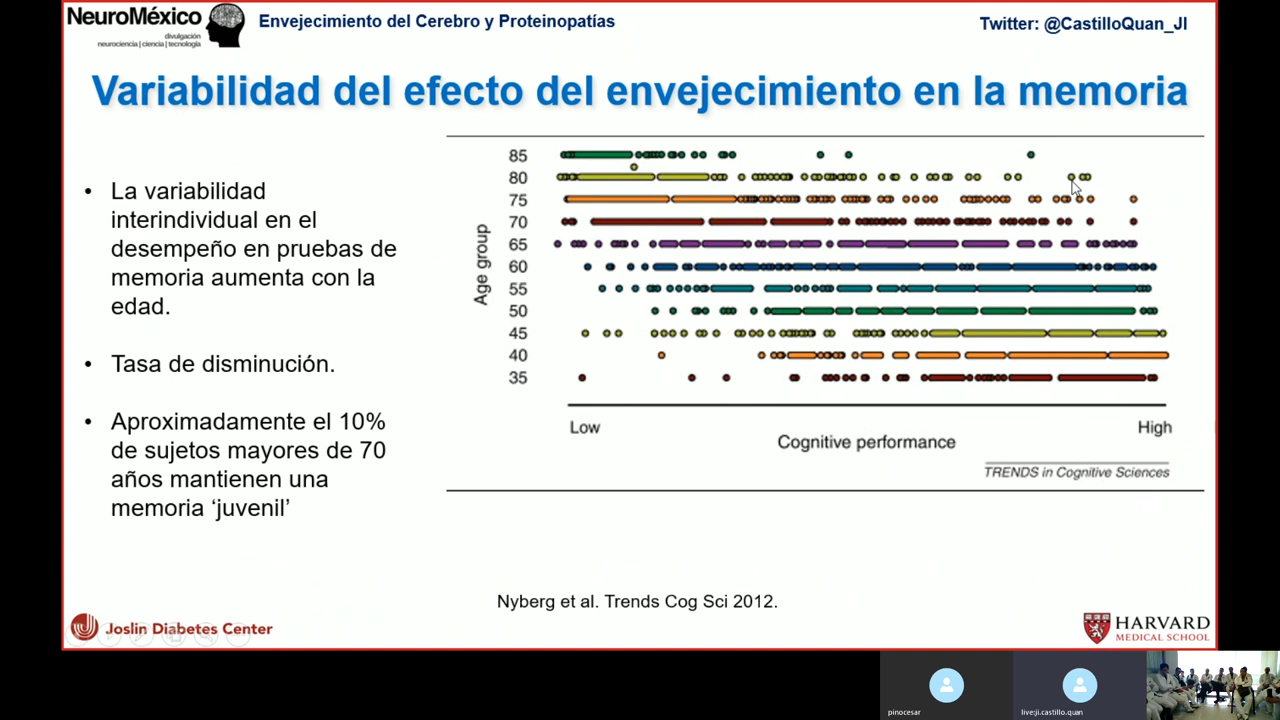 NeuroMéxico
divulgación
neurociencia | ciencia | tecnología
Envejecimiento del Cerebro y Proteinopatías
Twitter: @CastilloQuan_JI
Variabilidad del efecto del envejecimiento en la memoria
• La variabilidad
interindividual en el
desempeño en pruebas de
memoria aumenta con la
edad.
• Tasa de disminución.
• Aproximadamente el 10%
de sujetos mayores de 70
años mantienen una
memoria ‘juvenil’
Age group
85
80
75
70
65
60
55
50
45
40
35
Low
High
Cognitive performance
TRENDS in Cognitive Sciences
Nyberg et al. Trends Cog Sci 2012.
Joslin Diabetes Center
HARVARD
MEDICAL SCHOOL
pinocesar
live:ji.castillo.quan